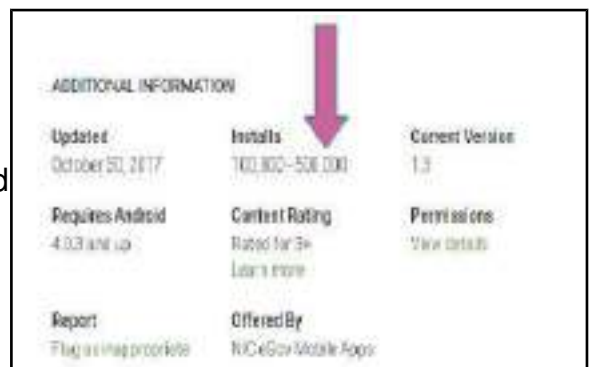 ADDITIONAL INFORMATION
Updated Installs Current Version
October 30, 2017 100,000–500,000 1.3
d
Requires Android Content Rating Permissions
4.0.3 and up Rated for 3+ View details
Learn more
Report Offered By
Flag as inappropriate NIC eGov Mobile Apps